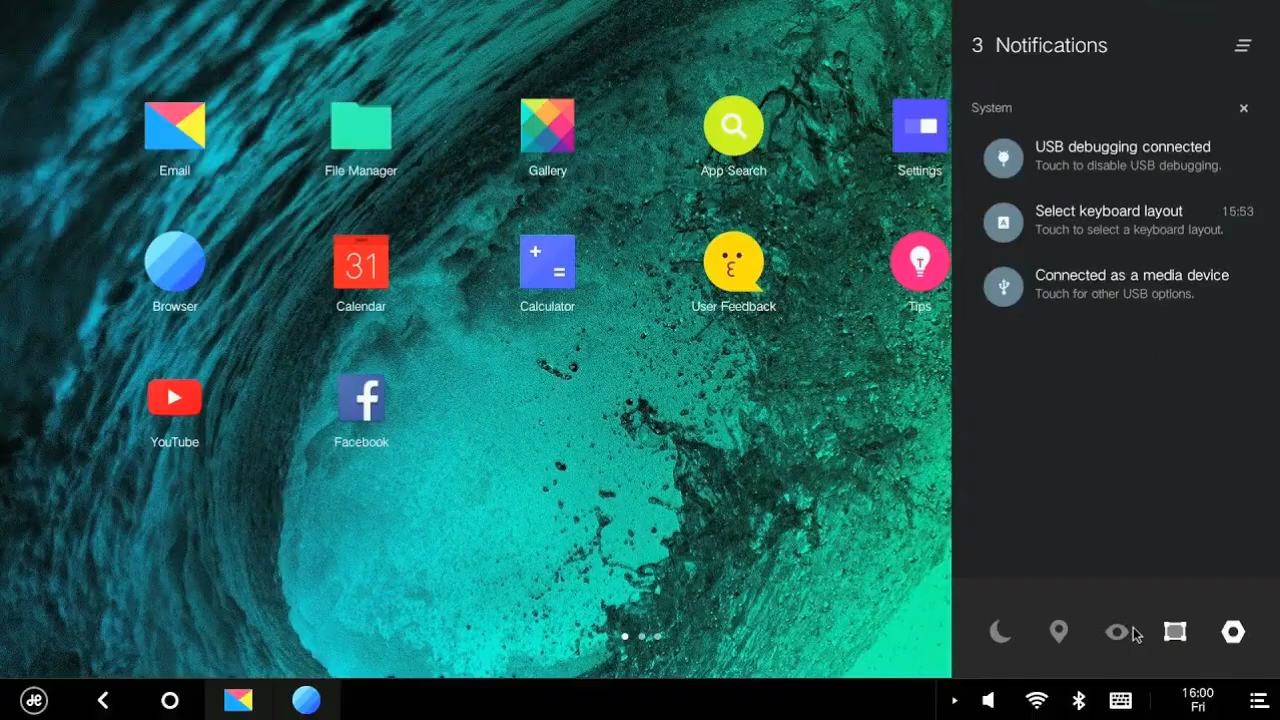 3 Notifications
System
USB debugging connected
Touch to disable USB debugging.
Select keyboard layout 15:53
Touch to select a keyboard layout.
Connected as a media device
Touch for other USB options.
Email
File Manager
Gallery
App Search
Settings
Browser
31
Calendar
Calculator
User Feedback
T
Tips
YouTube
f
Facebook
A
16:00
Fri